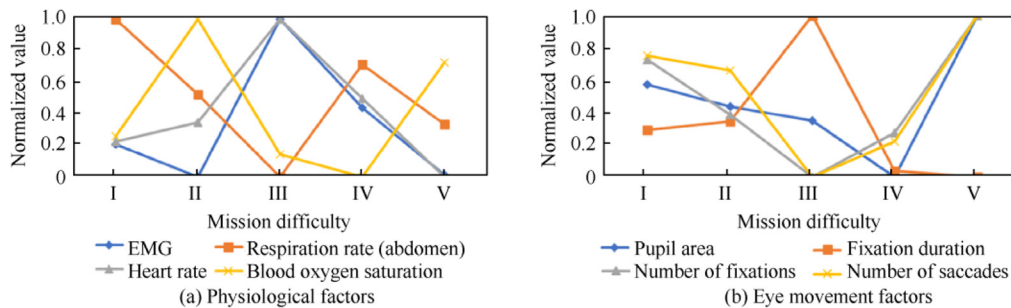 1.0
0.8
0.6
0.4
0.2
0
Normalized value
I II III IV V
Mission difficulty
EMG Respiration rate (abdomen)
Heart rate Blood oxygen saturation
(a) Physiological factors
1.0
0.8
0.6
0.4
0.2
0
Normalized value
I II III IV V
Mission difficulty
Pupil area Fixation duration
Number of fixations Number of saccades
(b) Eye movement factors